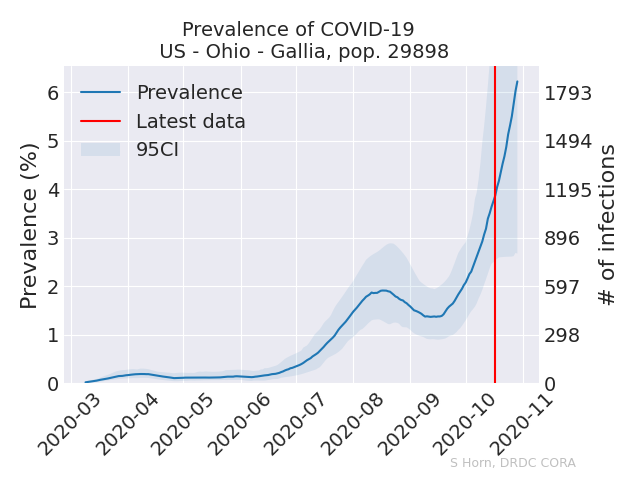 Prevalence of COVID-19
US - Ohio - Gallia, pop. 29898
Prevalence
Latest data
95CI
Prevalence (%)
6
5
4
3
2
1
0
1793
1494
1195
896
597
298
0
# of infections
2020-03
2020-04
2020-05
2020-06
2020-07
2020-08
2020-09
2020-10
2020-11
S Horn, DRDC CORA